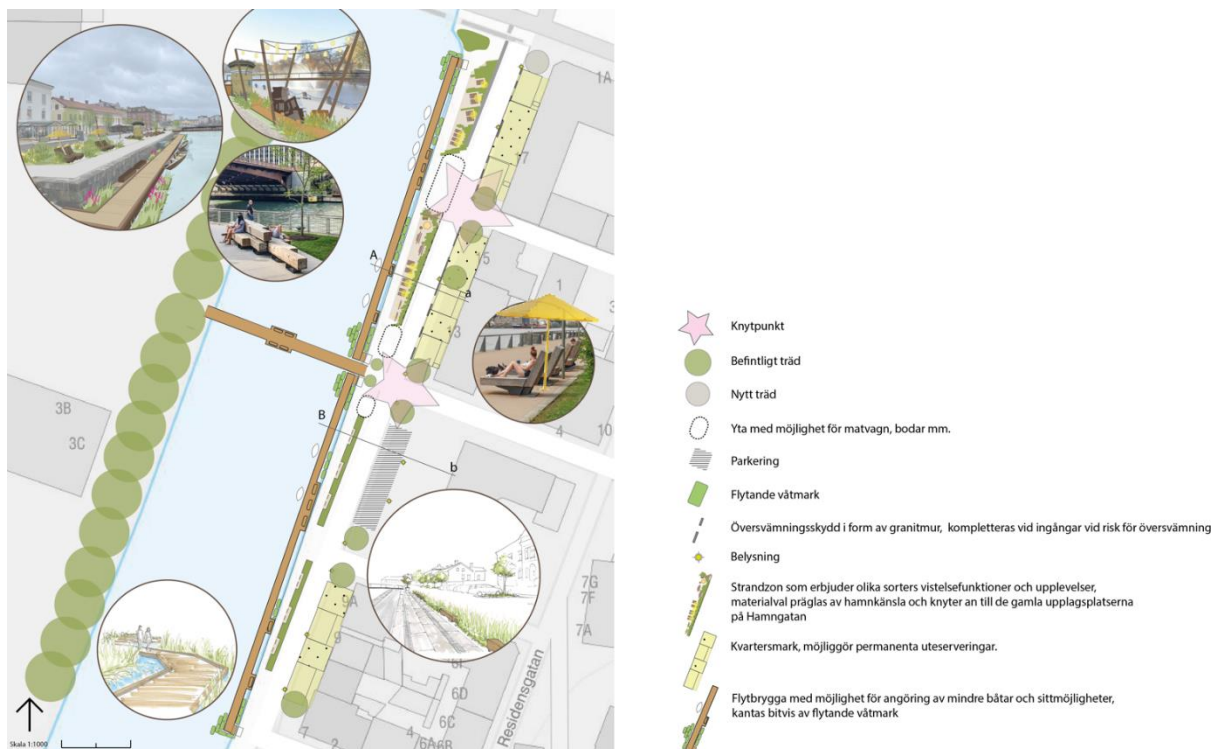 1A
17
A
5
a
1
3
13
B
3B
3C
4
10
b
9A
9
7G
7F
7A
6D
6C
4
2
6A
6B
Residensgatan
Skala 1:1000
Knytpunkt
Befintligt träd
Nytt träd
Yta med möjlighet för matvagn, bodar mm.
Parkering
Flytande våtmark
Översvämningsskydd i form av granitmur, kompletteras vid ingångar vid risk för översvämning
Belysning
Strandzon som erbjuder olika sorters vistelsefunktioner och upplevelser,
materialval präglas av hamnkänsla och knyter an till de gamla upplagsplatserna
på Hamngatan
Kvartersmark, möjliggör permanenta uteserveringar.
Flytbrygga med möjlighet för angöring av mindre båtar och sittmöjligheter,
kantas bitvis av flytande våtmark